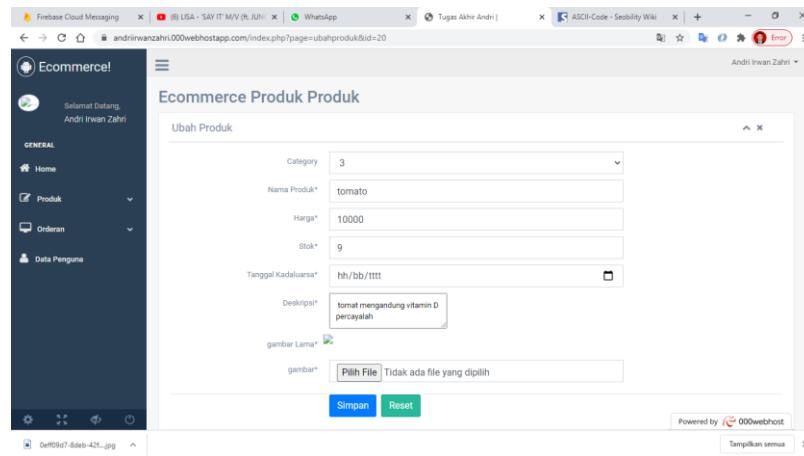 Firebase Cloud Messaging
(6) LISA - 'SAY IT' M/V (ft. JUNI
WhatsApp
Tugas Akhir Andri |
ASCII-Code - Seobility Wiki
andriirwanzahri.000webhostapp.com/index.php?page=ubahproduk&id=20
Error
Ecommerce!
Andri Irwan Zahri
Selamat Datang,
Andri Irwan Zahri
GENERAL
Home
Produk
Orderan
Data Penguna
Ecommerce Produk Produk
Ubah Produk
Category 3
Nama Produk* tomato
Harga* 10000
Stok* 9
Tanggal Kadaluarsa* hh/bb/tttt
Deskripsi* tomat mengandung vitamin D
percayalah
gambar Lama*
gambar* Pilih File Tidak ada file yang dipilih
Simpan Reset
Powered by 000webhost
0eff09d7-8deb-42f....jpg
Tampilkan semua